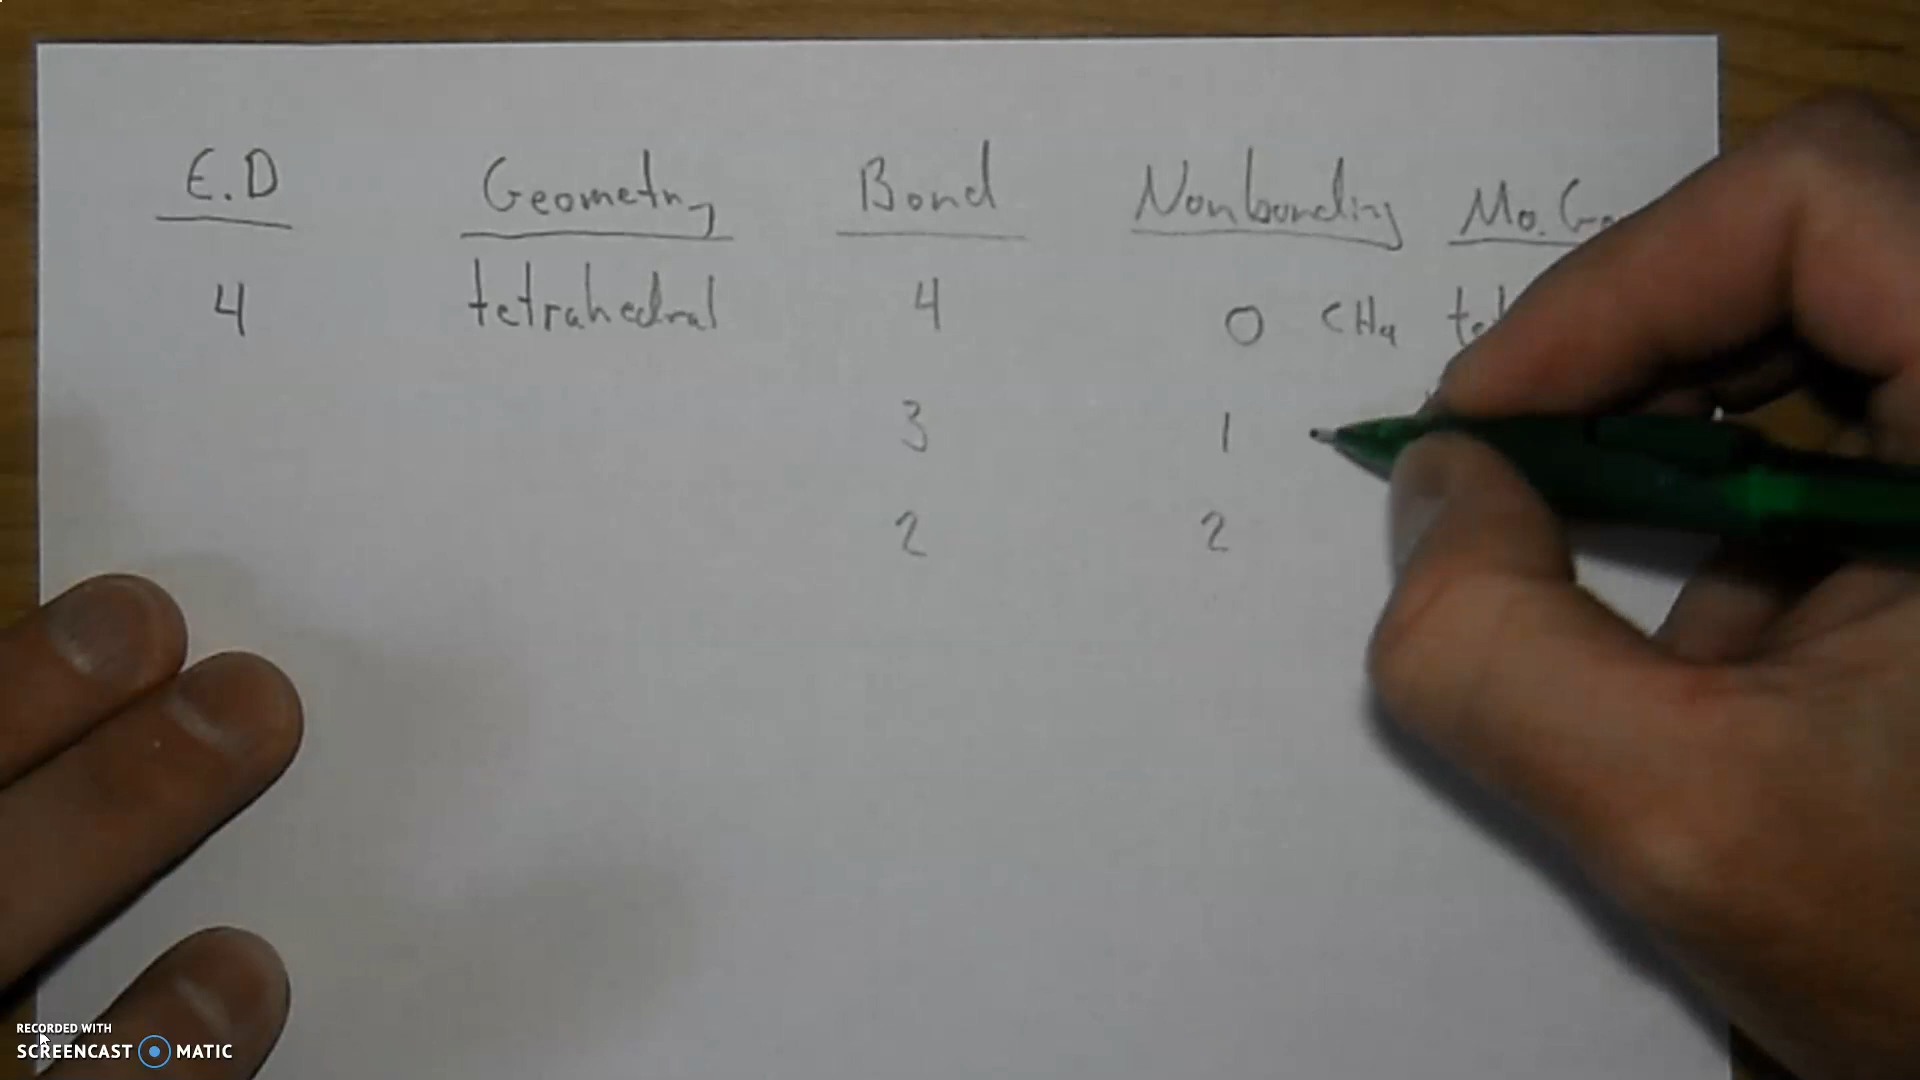 E.D Geometry Bond Nonbonding Mo.
4 tetrahedral 4 0 CH4
3 1
2 2
RECORDED WITH
SCREENCAST MATIC